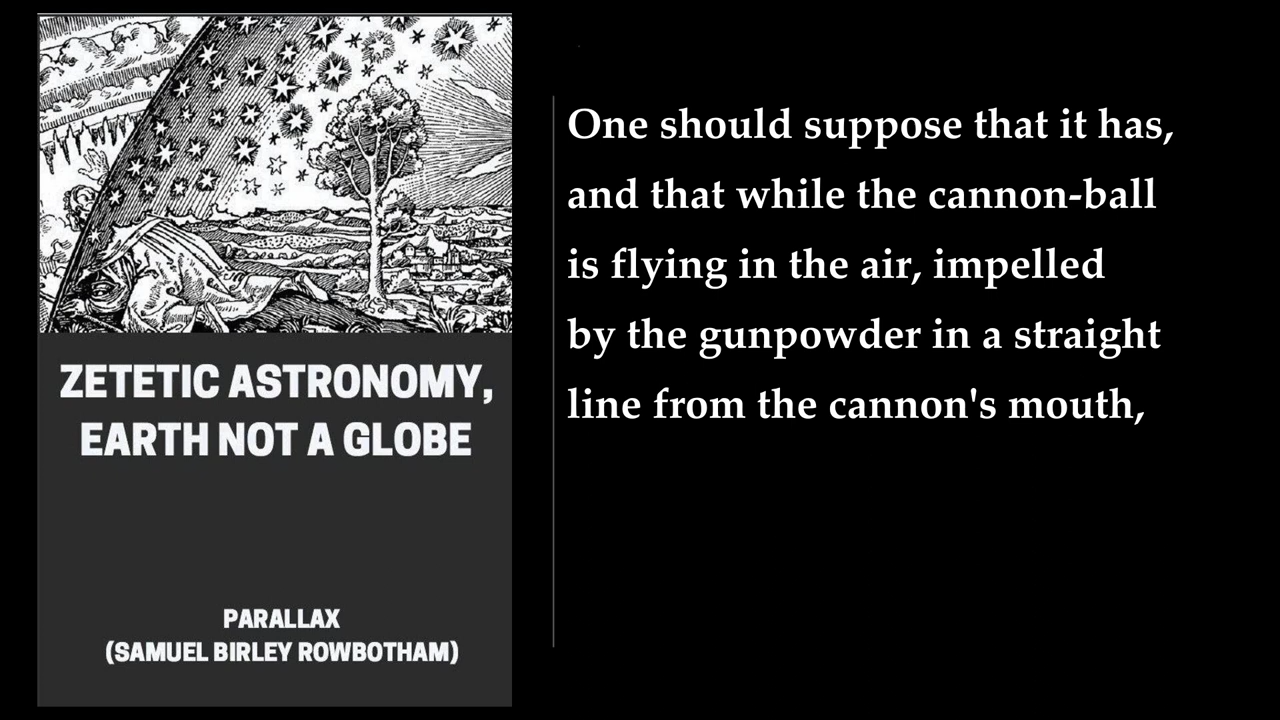 ZETETIC ASTRONOMY,
EARTH NOT A GLOBE
PARALLAX
(SAMUEL BIRLEY ROWBOTHAM)
One should suppose that it has,
and that while the cannon-ball
is flying in the air, impelled
by the gunpowder in a straight
line from the cannon's mouth,